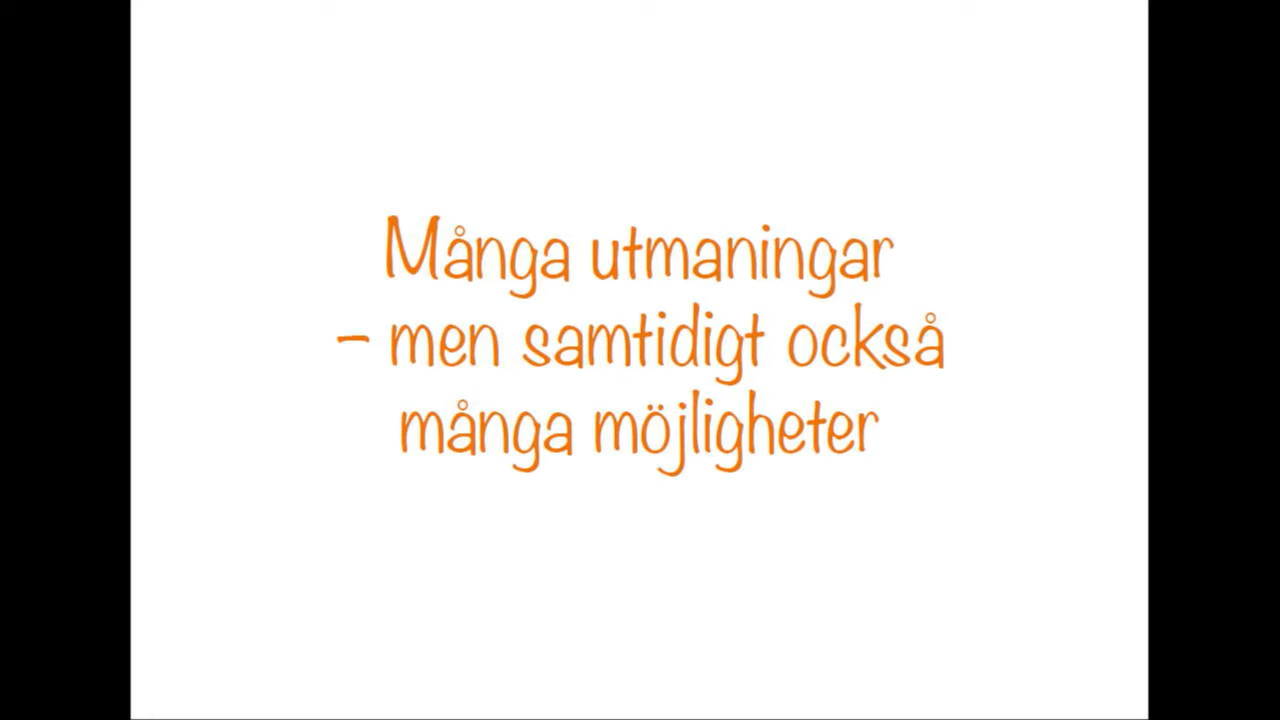 Många utmaningar
– men samtidigt också
många möjligheter